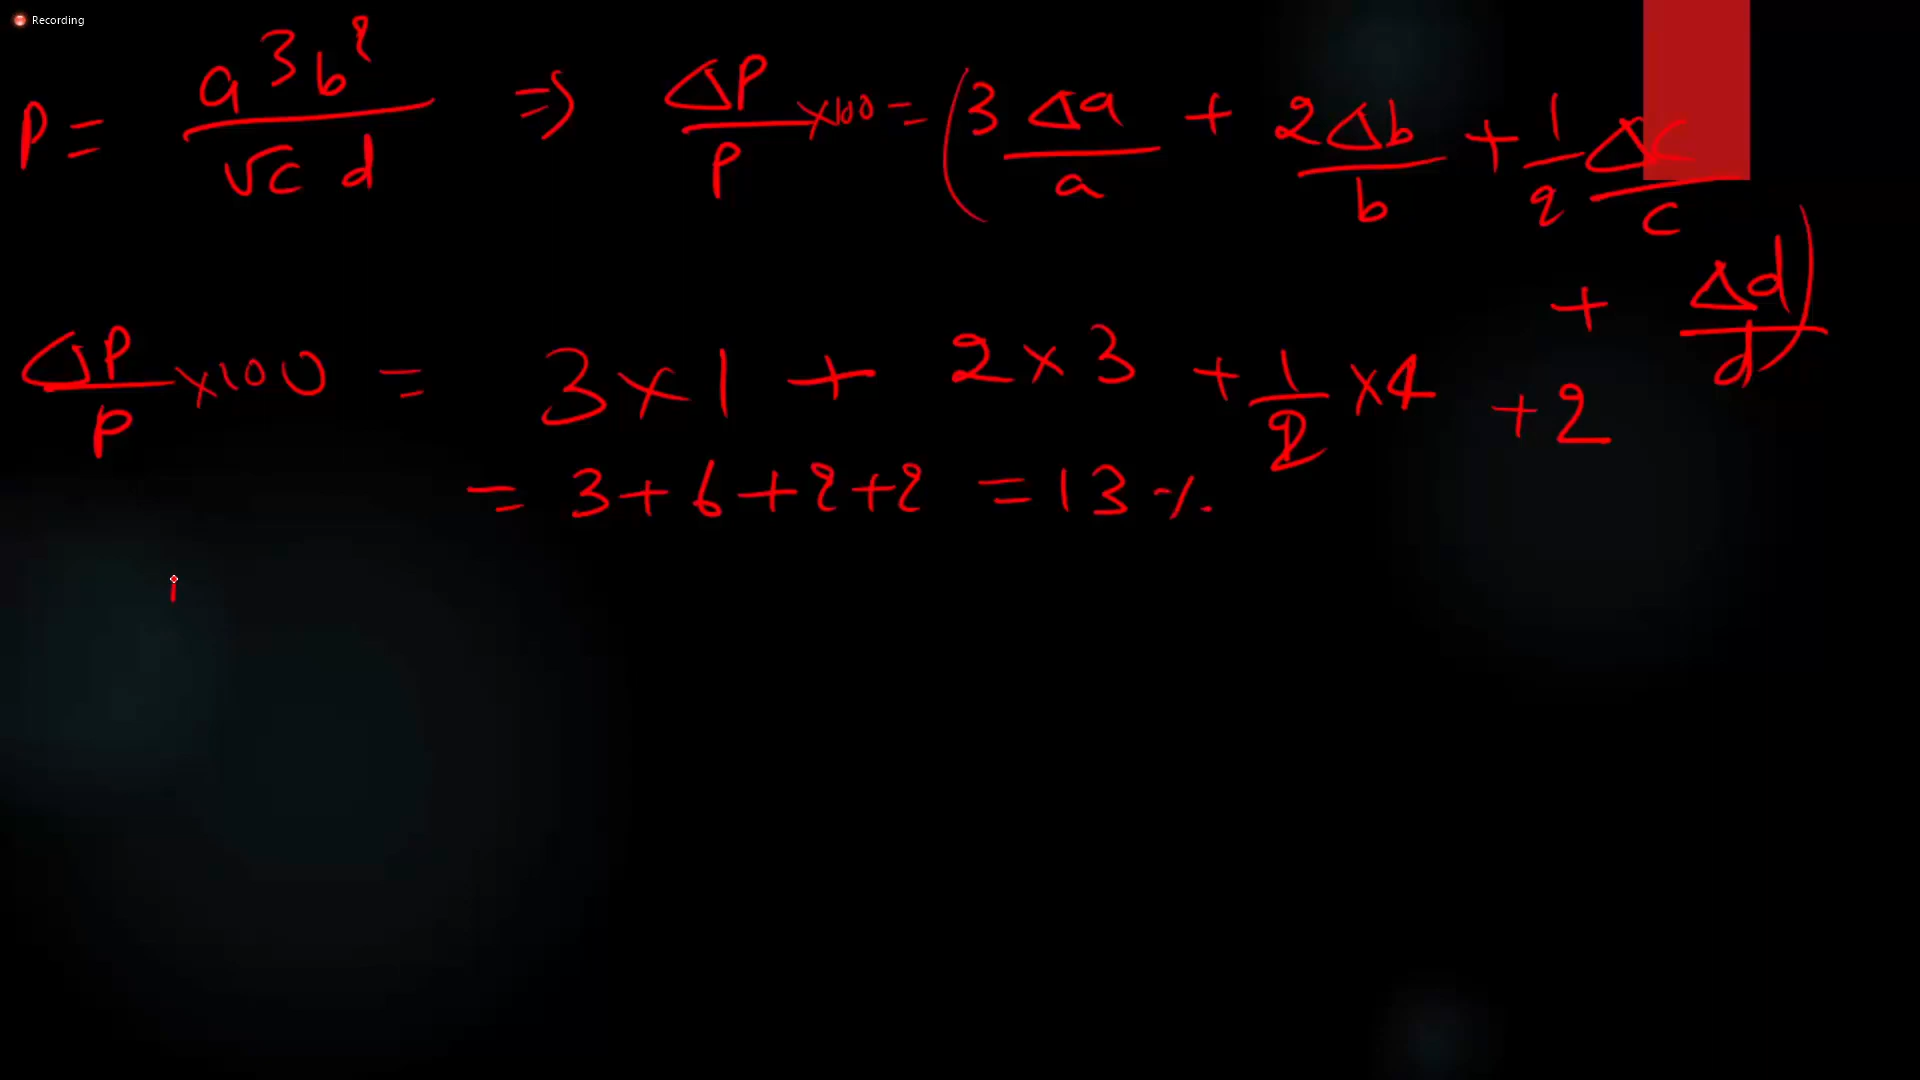 Recording
P = a³b² / √c d ⇒ ΔP/P ×100 = (3 Δa/a + 2Δb/b + 1/2 Δc/c
+ Δd/d)
ΔP/P ×100 = 3×1 + 2×3 + 1/2 ×4 + 2
= 3+6+2+2 = 13 %